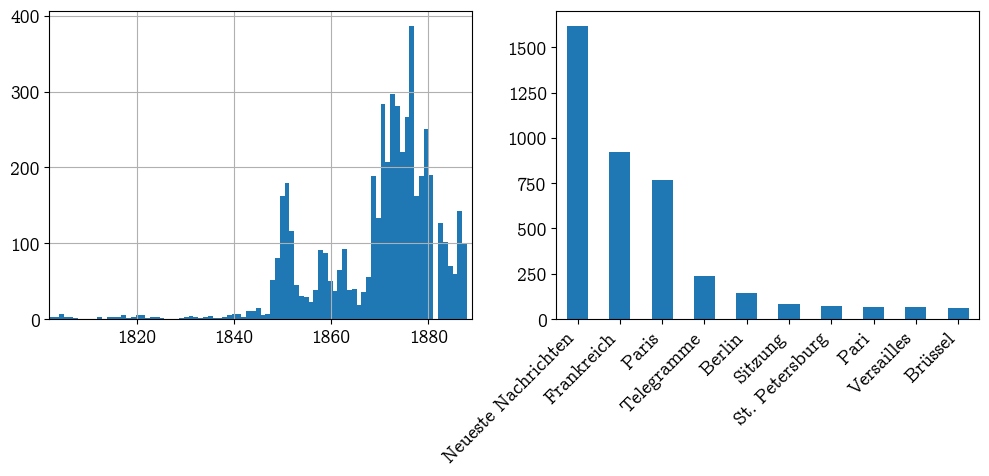 400
300
200
100
0
1820
1840
1860
1880
1500
1250
1000
750
500
250
0
Neueste Nachrichten
Frankreich
Paris
Telegramme
Berlin
Sitzung
St. Petersburg
Pari
Versailles
Brüssel